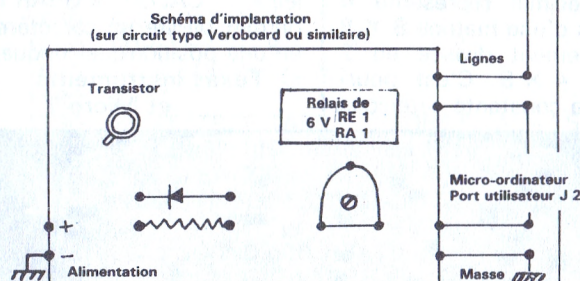 Schéma d'implantation
(sur circuit type Veroboard ou similaire)
Lignes
Transistor
Relais de
6 V RE 1
RA 1
Micro-ordinateur
Port utilisateur J 2
+
−
Alimentation
Masse